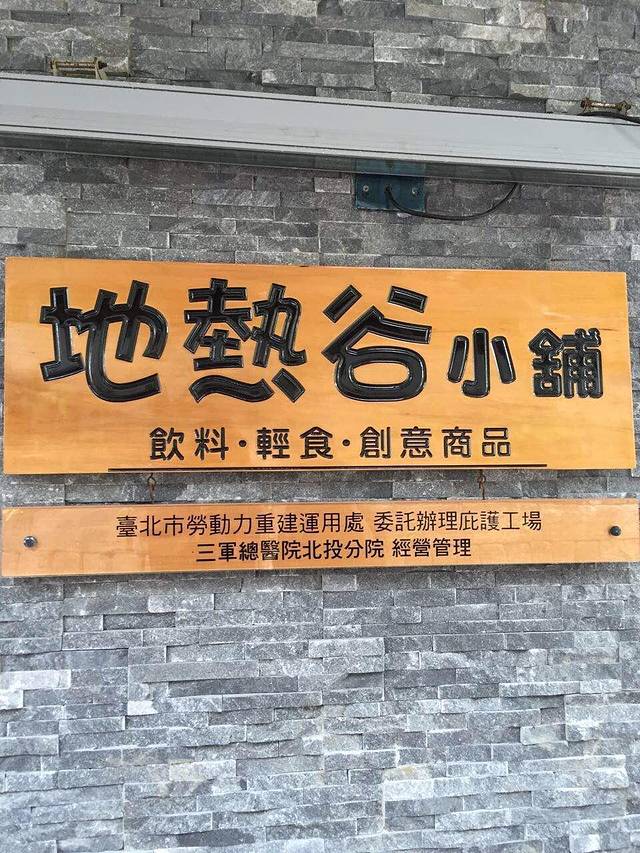 地熱谷小舖
飲料·輕食·創意商品
臺北市勞動力重建運用處 委託辦理庇護工場
三軍總醫院北投分院 經營管理